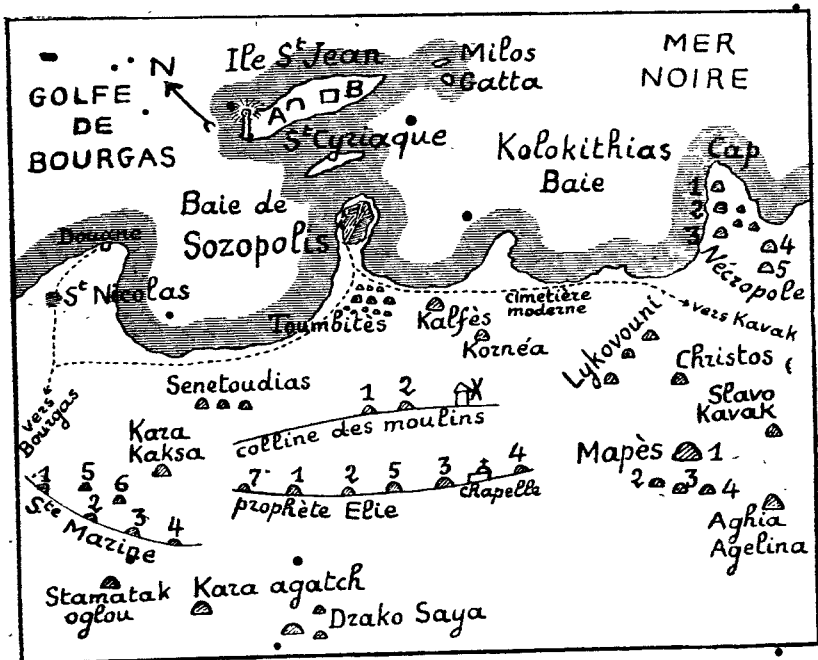 N
GOLFE
DE
BOURGAS
Ile St Jean
A B
St Cyriaque
Milos
Gatta
MER
NOIRE
Kolokithias
Baie
Cap
1
2
3
4
5
Nécropole
Baie de
Sozopolis
Dougne
St Nicolas
vers
Bourgas
Toumbitès
Kalfès
Kornéa
cimetière
moderne
vers Kavak
Lykovouni
Christos
Slavo
Kavak
Senetoudias
1 2
colline des moulins
Kara
Kaksa
Mapès 1
2 3 4
Aghia
Agelina
1 5 6
2 3 4
Ste Marine
7 1 2 5 3 4
prophète Elie
chapelle
Stamatak
oglou
Kara agatch
Drako Saya